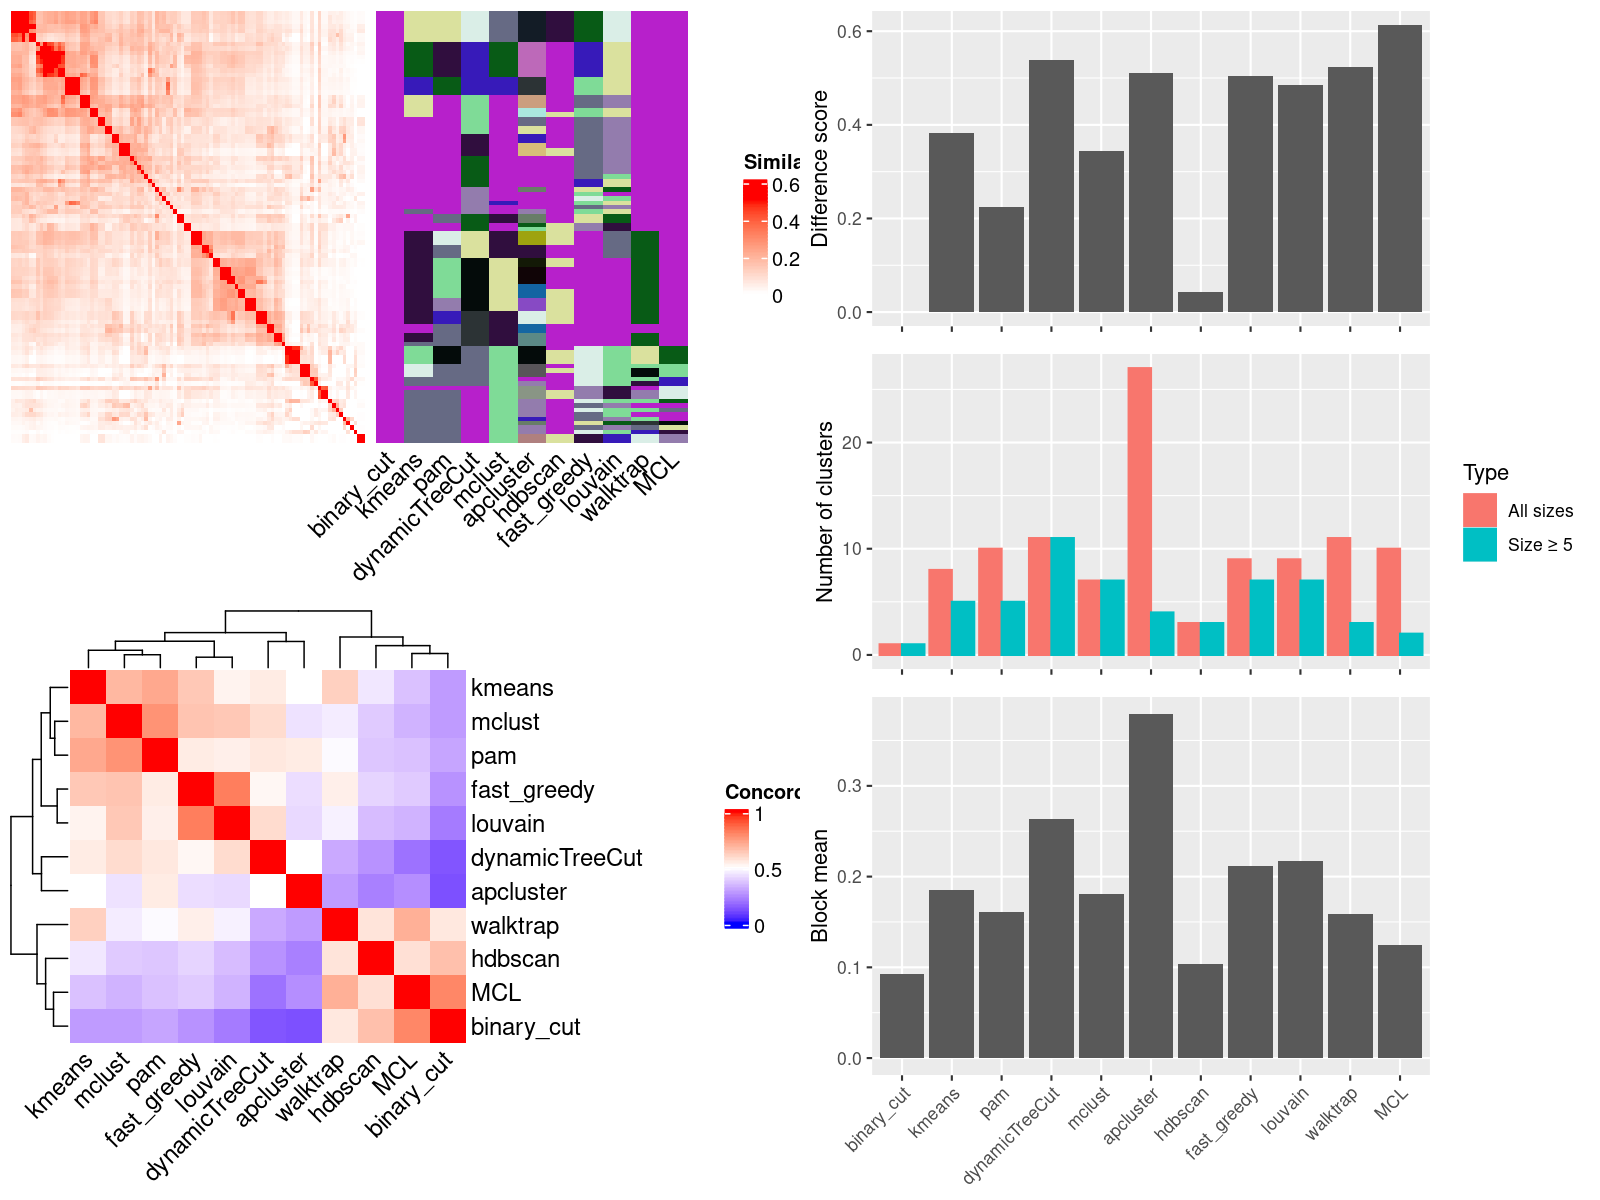 Simila
0.6
0.4
0.2
0
binary_cut
kmeans
pam
dynamicTreeCut
mclust
apcluster
hdbscan
fast_greedy
louvain
walktrap
MCL
Difference score
0.6
0.4
0.2
0.0
Number of clusters
20
10
0
Type
All sizes
Size ≥ 5
kmeans
mclust
pam
fast_greedy
louvain
dynamicTreeCut
apcluster
walktrap
hdbscan
MCL
binary_cut
Concord
1
0.5
0
kmeans
mclust
pam
fast_greedy
louvain
dynamicTreeCut
apcluster
walktrap
hdbscan
MCL
binary_cut
Block mean
0.3
0.2
0.1
0.0
binary_cut
kmeans
pam
dynamicTreeCut
mclust
apcluster
hdbscan
fast_greedy
louvain
walktrap
MCL